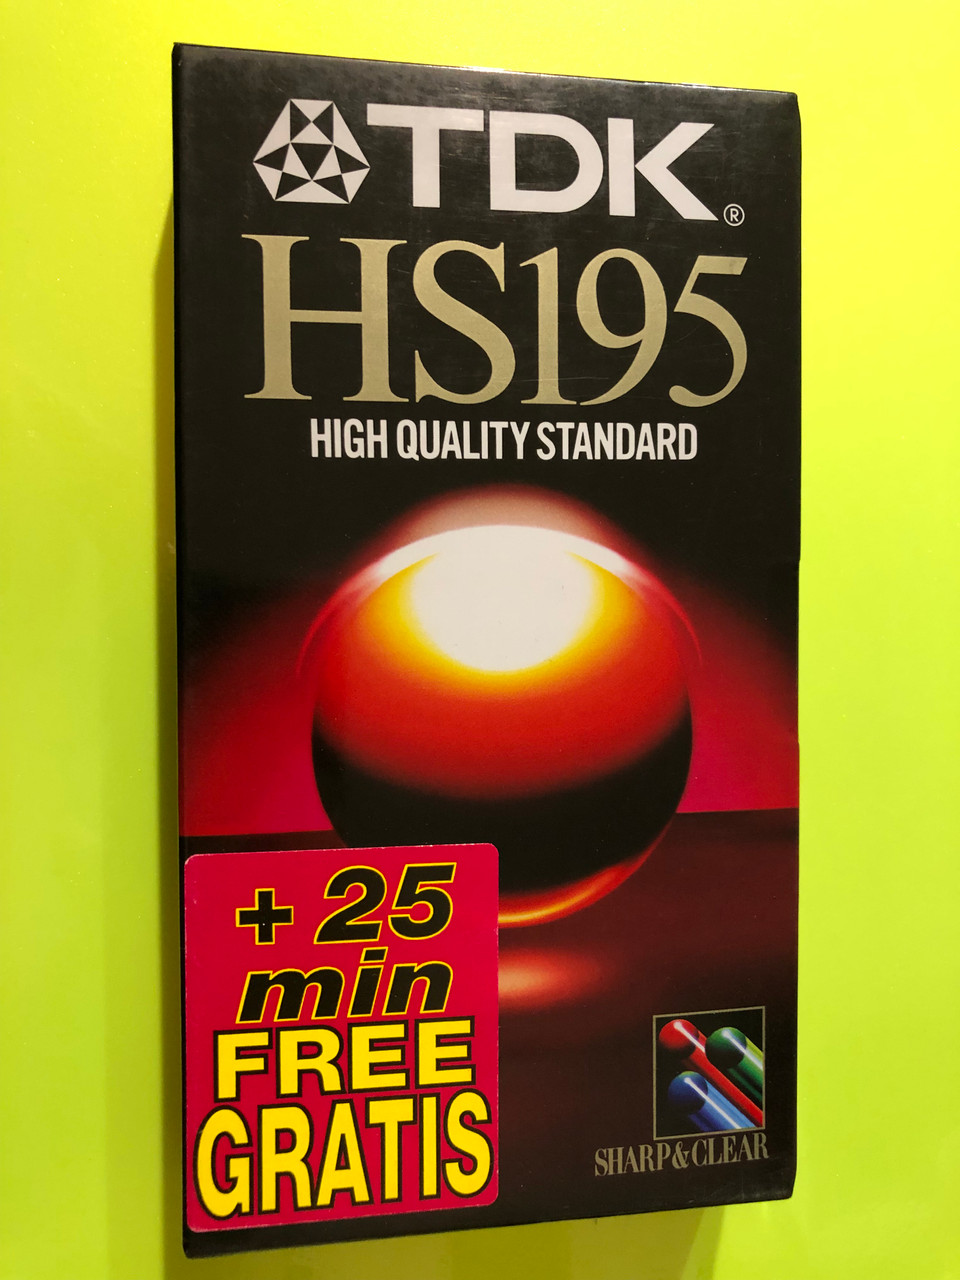 TDK®
HS195
HIGH QUALITY STANDARD
+25
min
FREE
GRATIS
SHARP&CLEAR